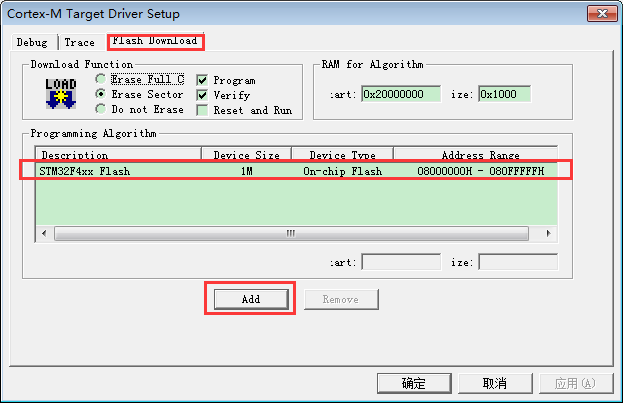 Cortex-M Target Driver Setup
Debug Trace Flash Download
Download Function RAM for Algorithm
LOAD Erase Full C Program
Erase Sector Verify :art: 0x20000000 ize: 0x1000
Do not Erase Reset and Run
Programming Algorithm
Description Device Size Device Type Address Range
STM32F4xx Flash 1M On-chip Flash 08000000H - 080FFFFFH
:art: ize:
Add Remove
确定 取消 应用(A)